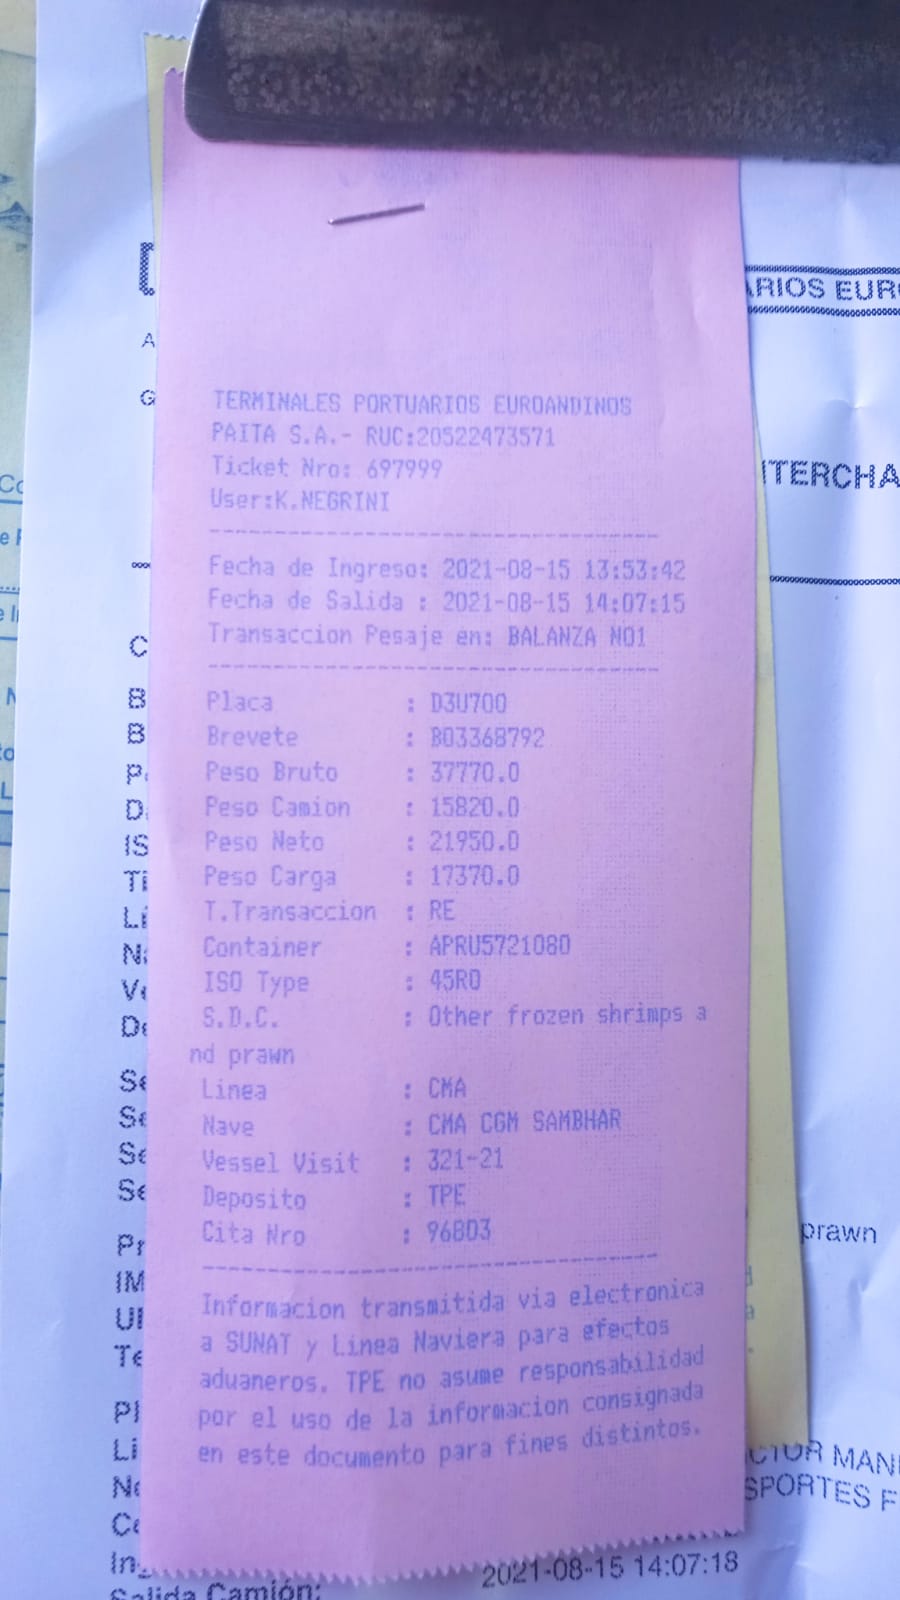 ARIOS EURO
A
G
TERMINALES PORTUARIOS EUROANDINOS
PAITA S.A.- RUC:20522473571
Ticket Nro: 697999
User:K.NEGRINI
ITERCHA
Fecha de Ingreso: 2021-08-15 13:53:42
Fecha de Salida : 2021-08-15 14:07:15
Transaccion Pesaje en: BALANZA NO1
Placa : D3U700
Brevete : B03368792
Peso Bruto : 37770.0
Peso Camion : 15820.0
Peso Neto : 21950.0
Peso Carga : 17370.0
T.Transaccion : RE
Container : APRU5721080
ISO Type : 45R0
S.D.C. : Other frozen shrimps a
nd prawn
Linea : CMA
Nave : CMA CGM SAMBHAR
Vessel Visit : 321-21
Deposito : TPE
Cita Nro : 96803
prawn
Informacion transmitida via electronica
a SUNAT y Linea Naviera para efectos
aduaneros. TPE no asume responsabilidad
por el uso de la informacion consignada
en este documento para fines distintos.
CTOR MAN
SPORTES F
2021-08-15 14:07:18
Salida Camión: